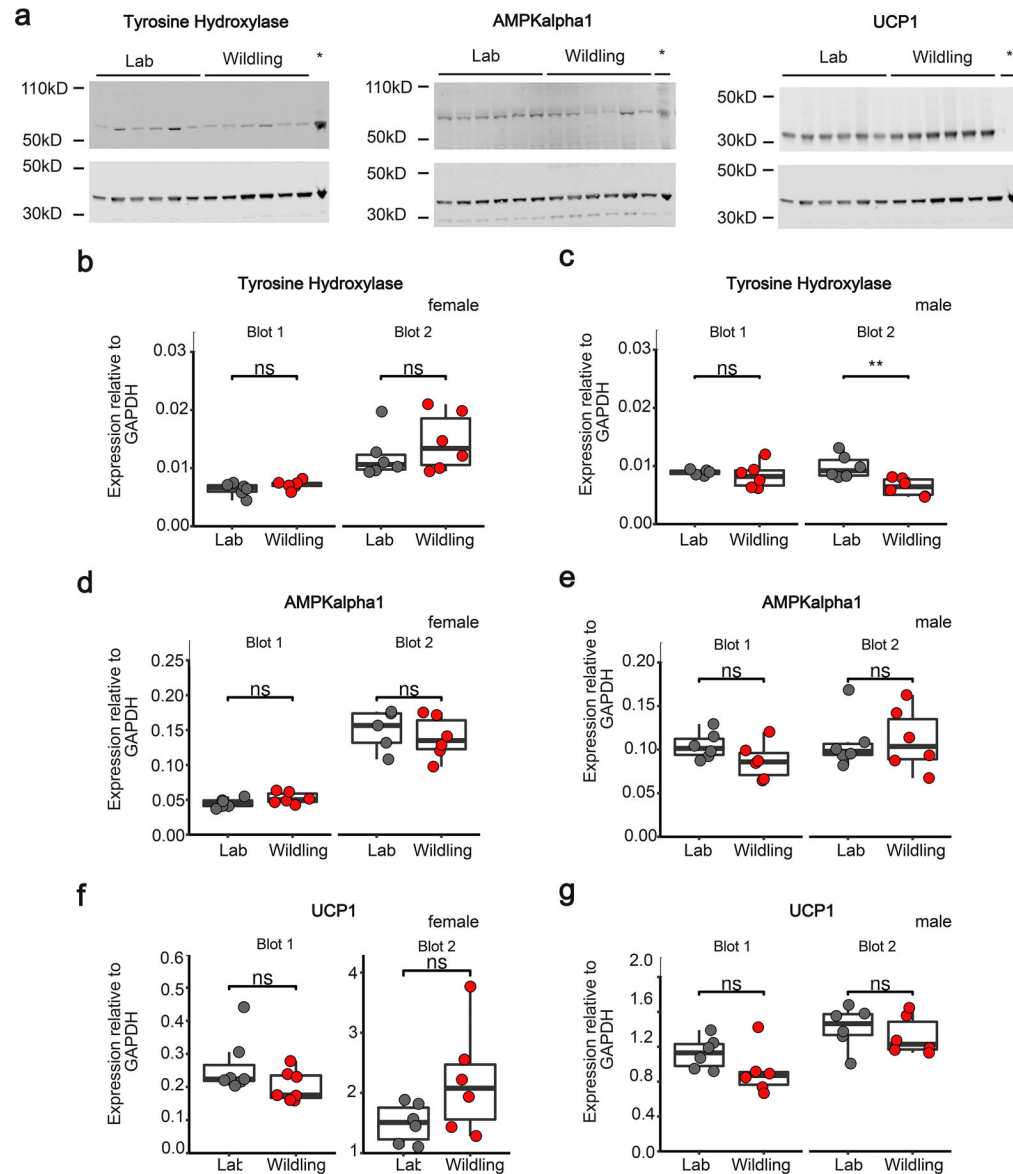 a
Tyrosine Hydroxylase
AMPKalpha1
UCP1
Lab Wildling *
Lab Wildling *
Lab Wildling *
110kD
50kD
50kD
30kD
110kD
50kD
50kD
30kD
50kD
30kD
50kD
30kD
b
Tyrosine Hydroxylase
female
Blot 1
Blot 2
Expression relative to
GAPDH
0.03
0.02
0.01
0.00
ns
ns
Lab Wildling
Lab Wildling
c
Tyrosine Hydroxylase
male
Blot 1
Blot 2
Expression relative to
GAPDH
0.03
0.02
0.01
0.00
ns
**
Lab Wildling
Lab Wildling
d
AMPKalpha1
female
Blot 1
Blot 2
Expression relative to
GAPDH
0.25
0.20
0.15
0.10
0.05
0.00
ns
ns
Lab Wildling
Lab Wildling
e
AMPKalpha1
male
Blot 1
Blot 2
Expression relative to
GAPDH
0.20
0.15
0.10
0.05
0.00
ns
ns
Lab Wildling
Lab Wildling
f
UCP1
female
Blot 1
Blot 2
Expression relative to
GAPDH
0.6
0.5
0.4
0.3
0.2
0.1
0.0
ns
4
3
2
1
ns
Lab Wildling
Lab Wildling
g
UCP1
male
Blot 1
Blot 2
Expression relative to
GAPDH
2.0
1.6
1.2
0.8
0.4
0.0
ns
ns
Lab Wildling
Lab Wildling